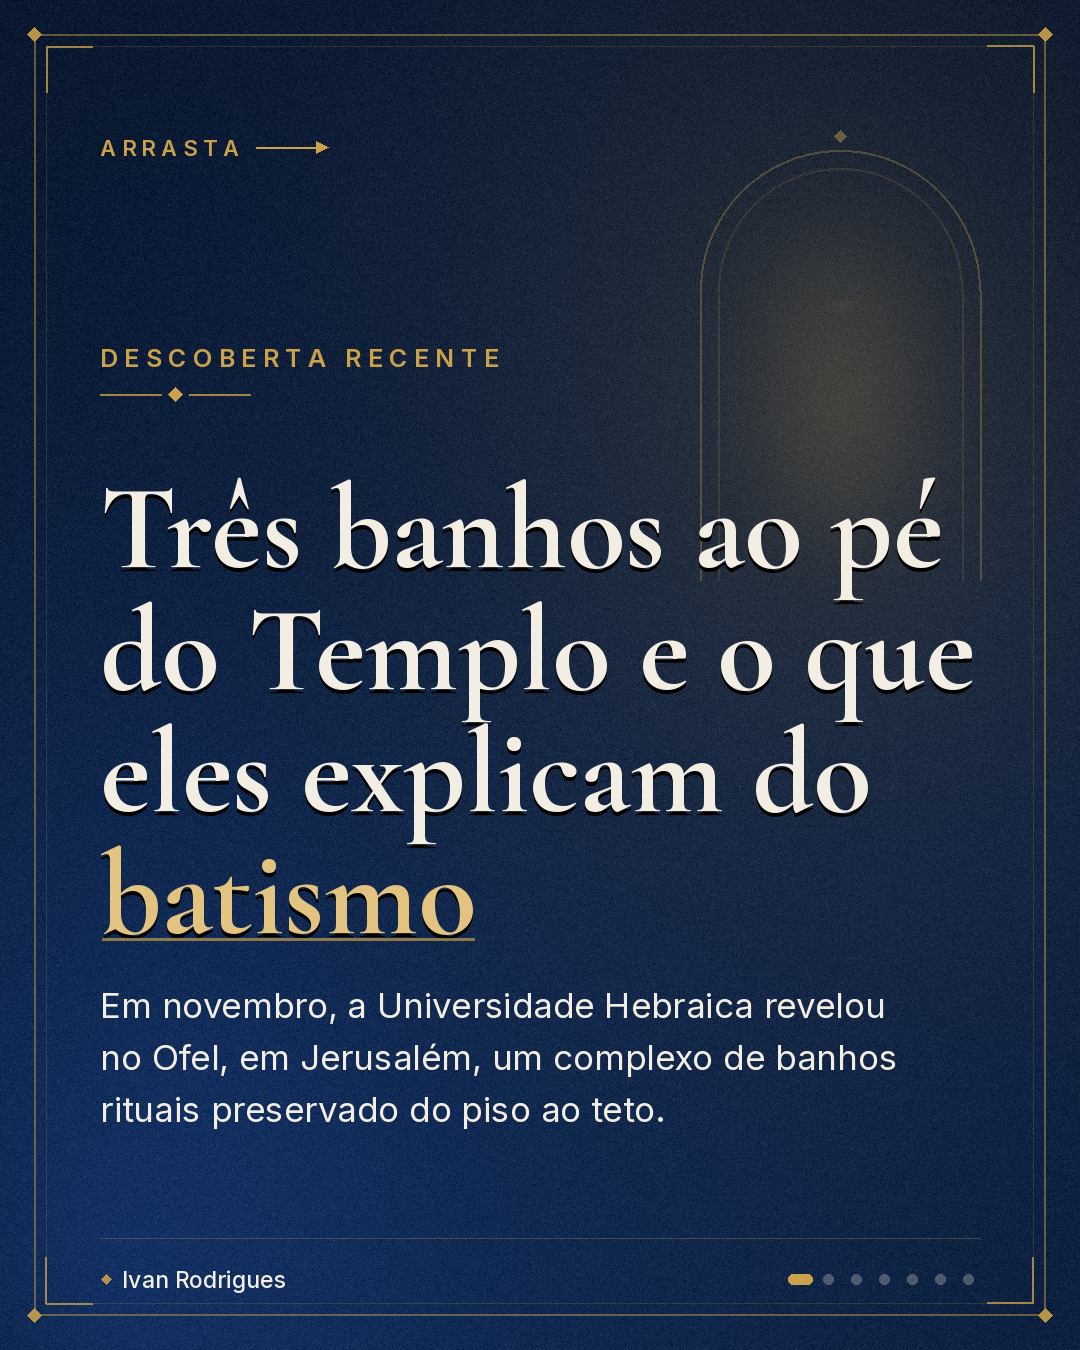 ARRASTA
DESCOBERTA RECENTE
Três banhos ao pé
do Templo e o que
eles explicam do
batismo
Em novembro, a Universidade Hebraica revelou
no Ofel, em Jerusalém, um complexo de banhos
rituais preservado do piso ao teto.
Ivan Rodrigues